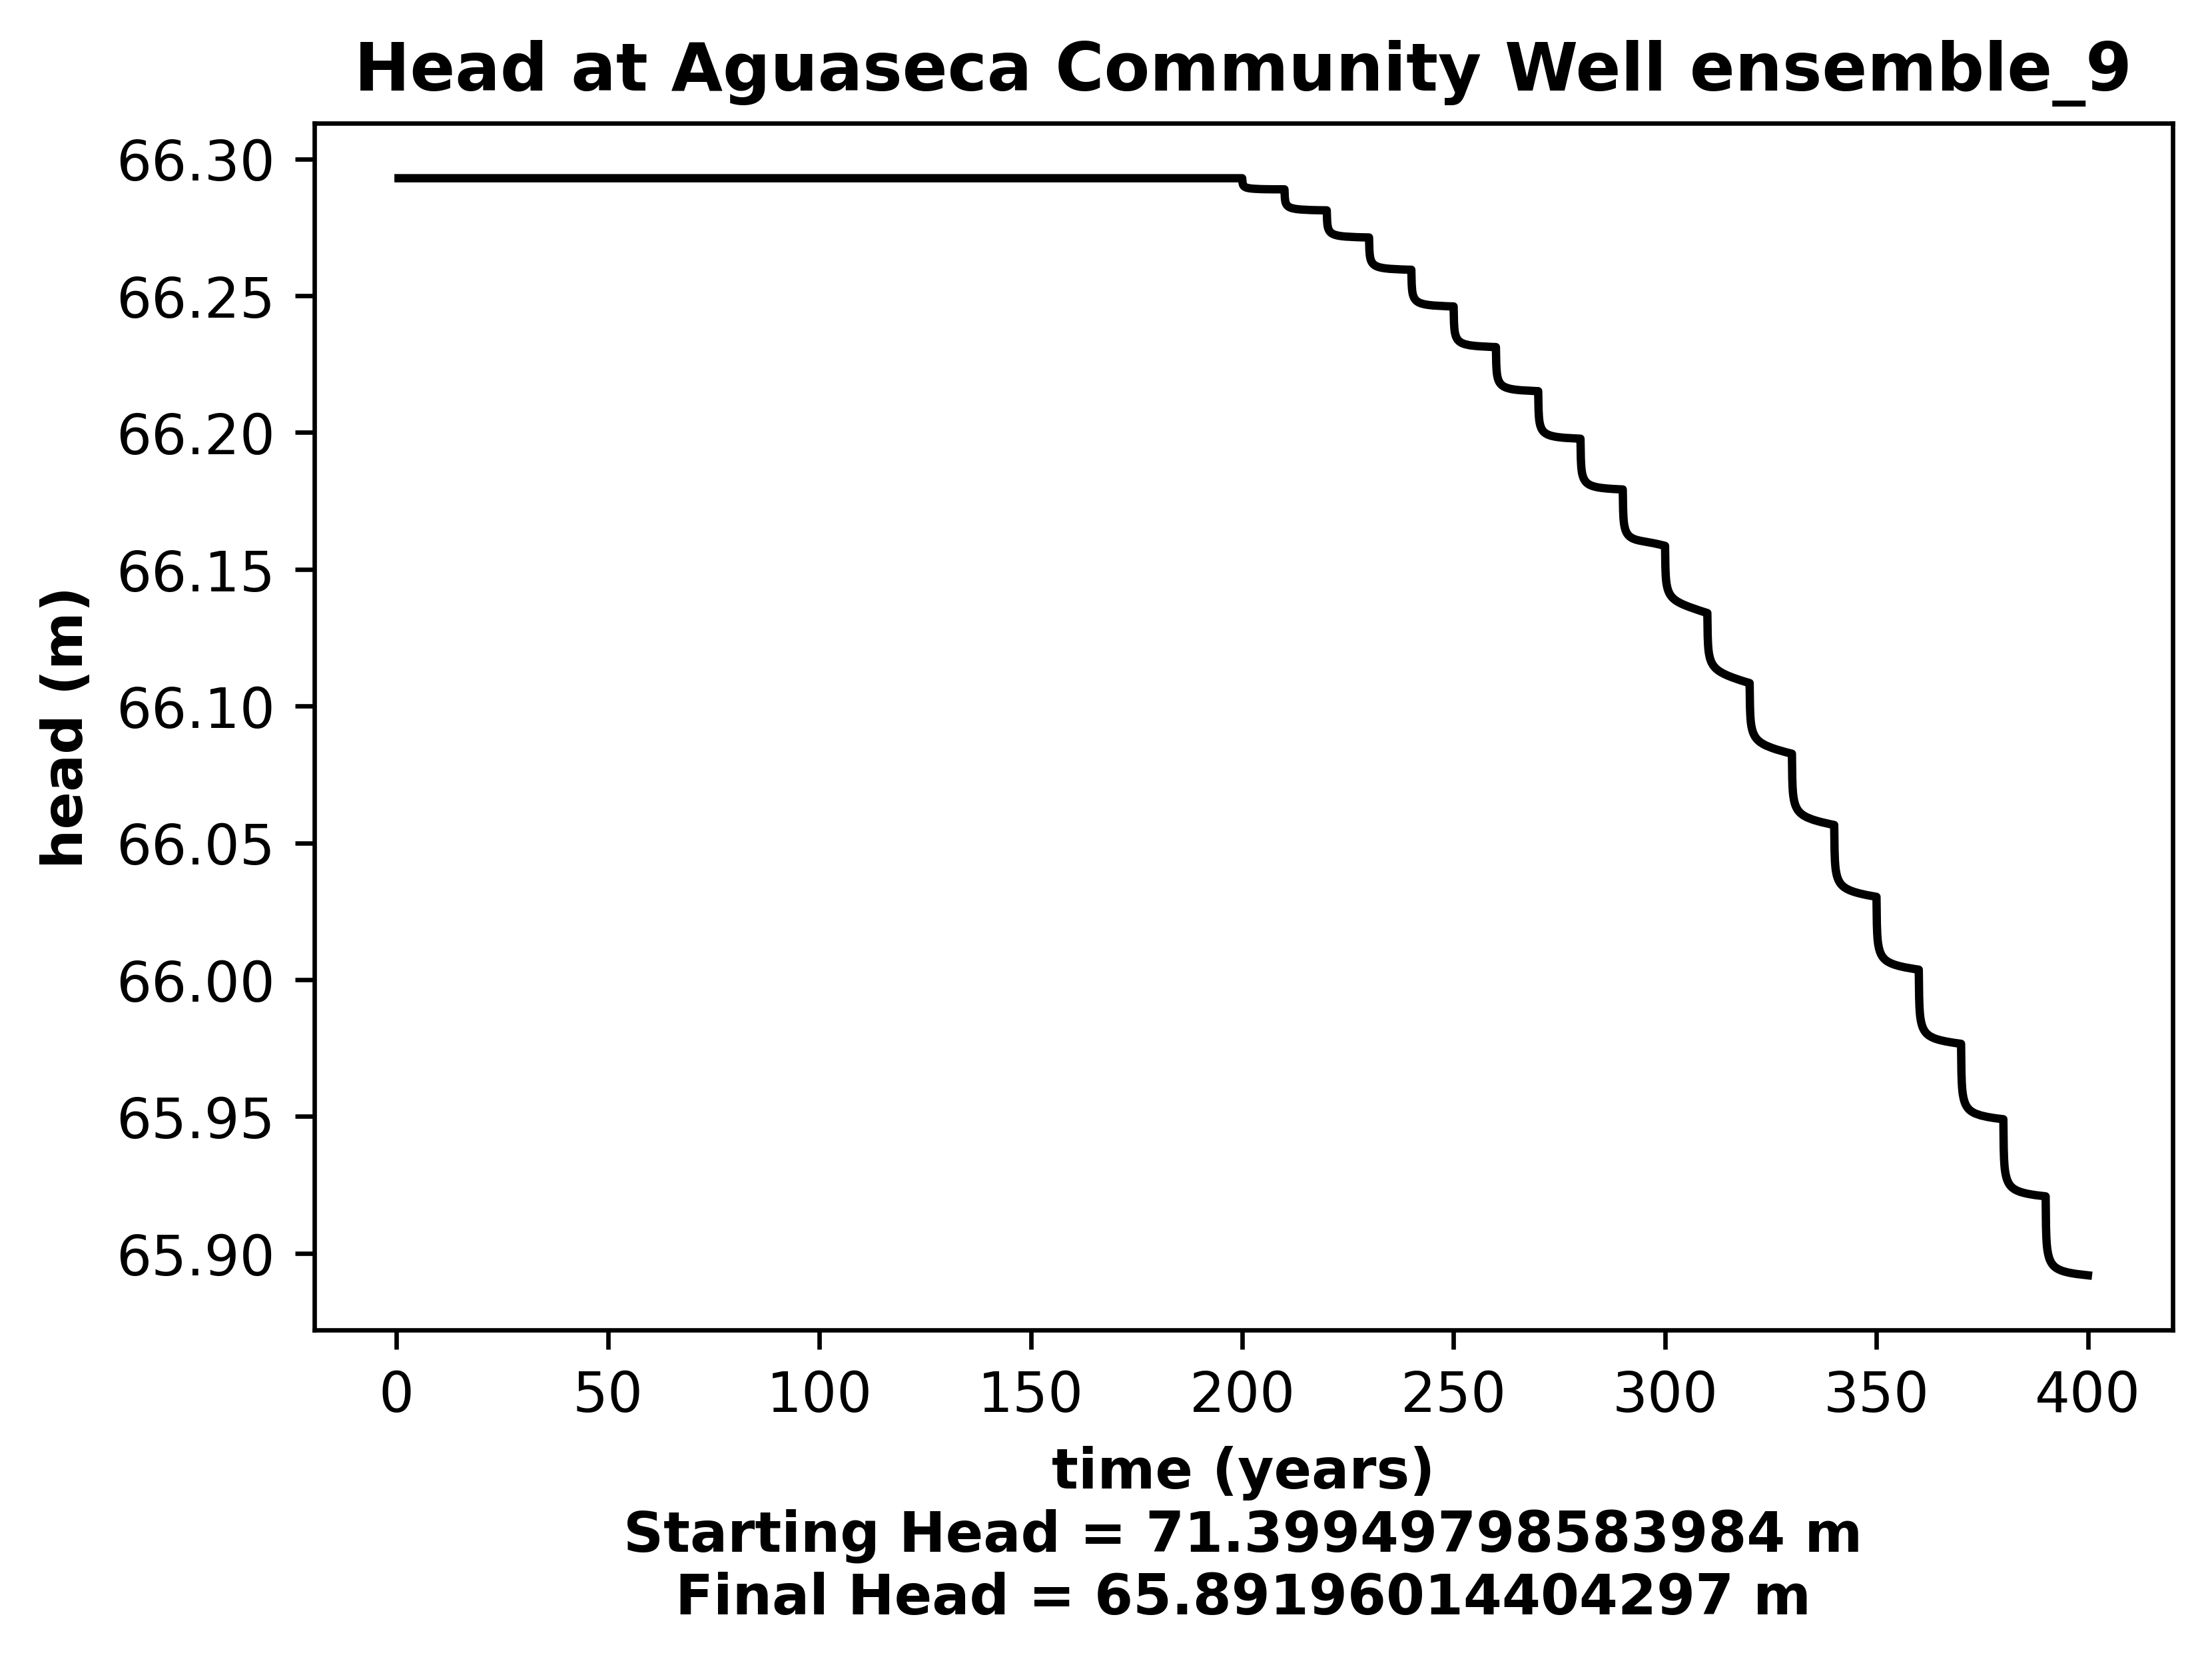 Head at Aguaseca Community Well ensemble_9
66.30
66.25
66.20
66.15
66.10
66.05
66.00
65.95
65.90
head (m)
0 50 100 150 200 250 300 350 400
time (years)
Starting Head = 71.39949798583984 m
Final Head = 65.89196014404297 m